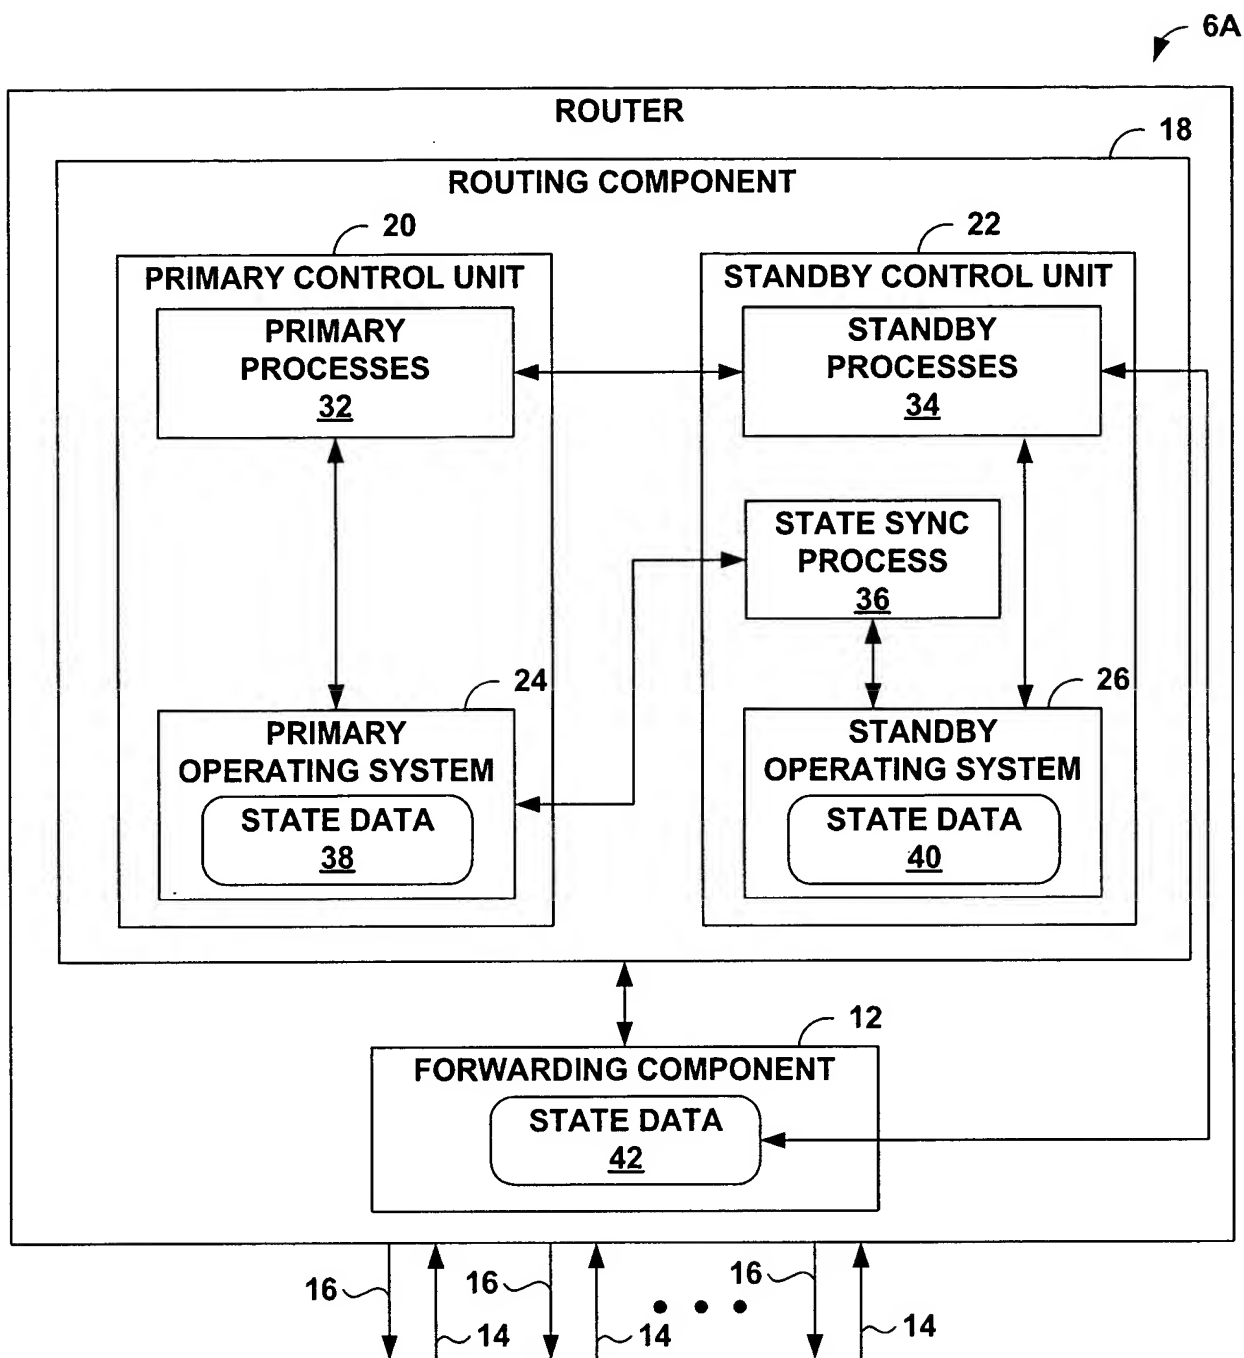 6A
ROUTER
18
ROUTING COMPONENT
20
22
PRIMARY CONTROL UNIT
STANDBY CONTROL UNIT
PRIMARY
PROCESSES
32
STANDBY
PROCESSES
34
STATE SYNC
PROCESS
36
24
26
PRIMARY
OPERATING SYSTEM
STATE DATA
38
STANDBY
OPERATING SYSTEM
STATE DATA
40
12
FORWARDING COMPONENT
STATE DATA
42
16
14
16
14
16
14